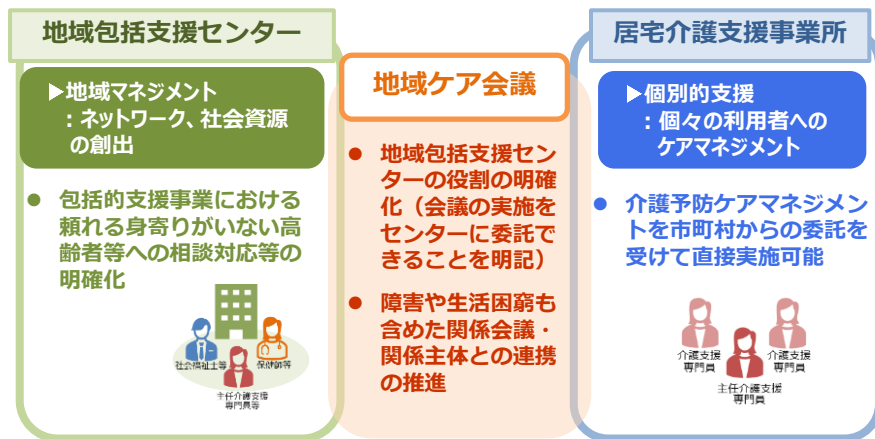 地域包括支援センター
▶地域マネジメント
：ネットワーク、社会資源
の創出
● 包括的支援事業における
頼れる身寄りがいない高
齢者等への相談対応等の
明確化
社会福祉士等
保健師等
主任介護支援
専門員等
地域ケア会議
● 地域包括支援セン
ターの役割の明確
化（会議の実施を
センターに委託で
きることを明記）
● 障害や生活困窮も
含めた関係会議・
関係主体との連携
の推進
居宅介護支援事業所
▶個別的支援
：個々の利用者への
ケアマネジメント
● 介護予防ケアマネジメン
トを市町村からの委託を
受けて直接実施可能
介護支援
専門員
介護支援
専門員
主任介護支援
専門員